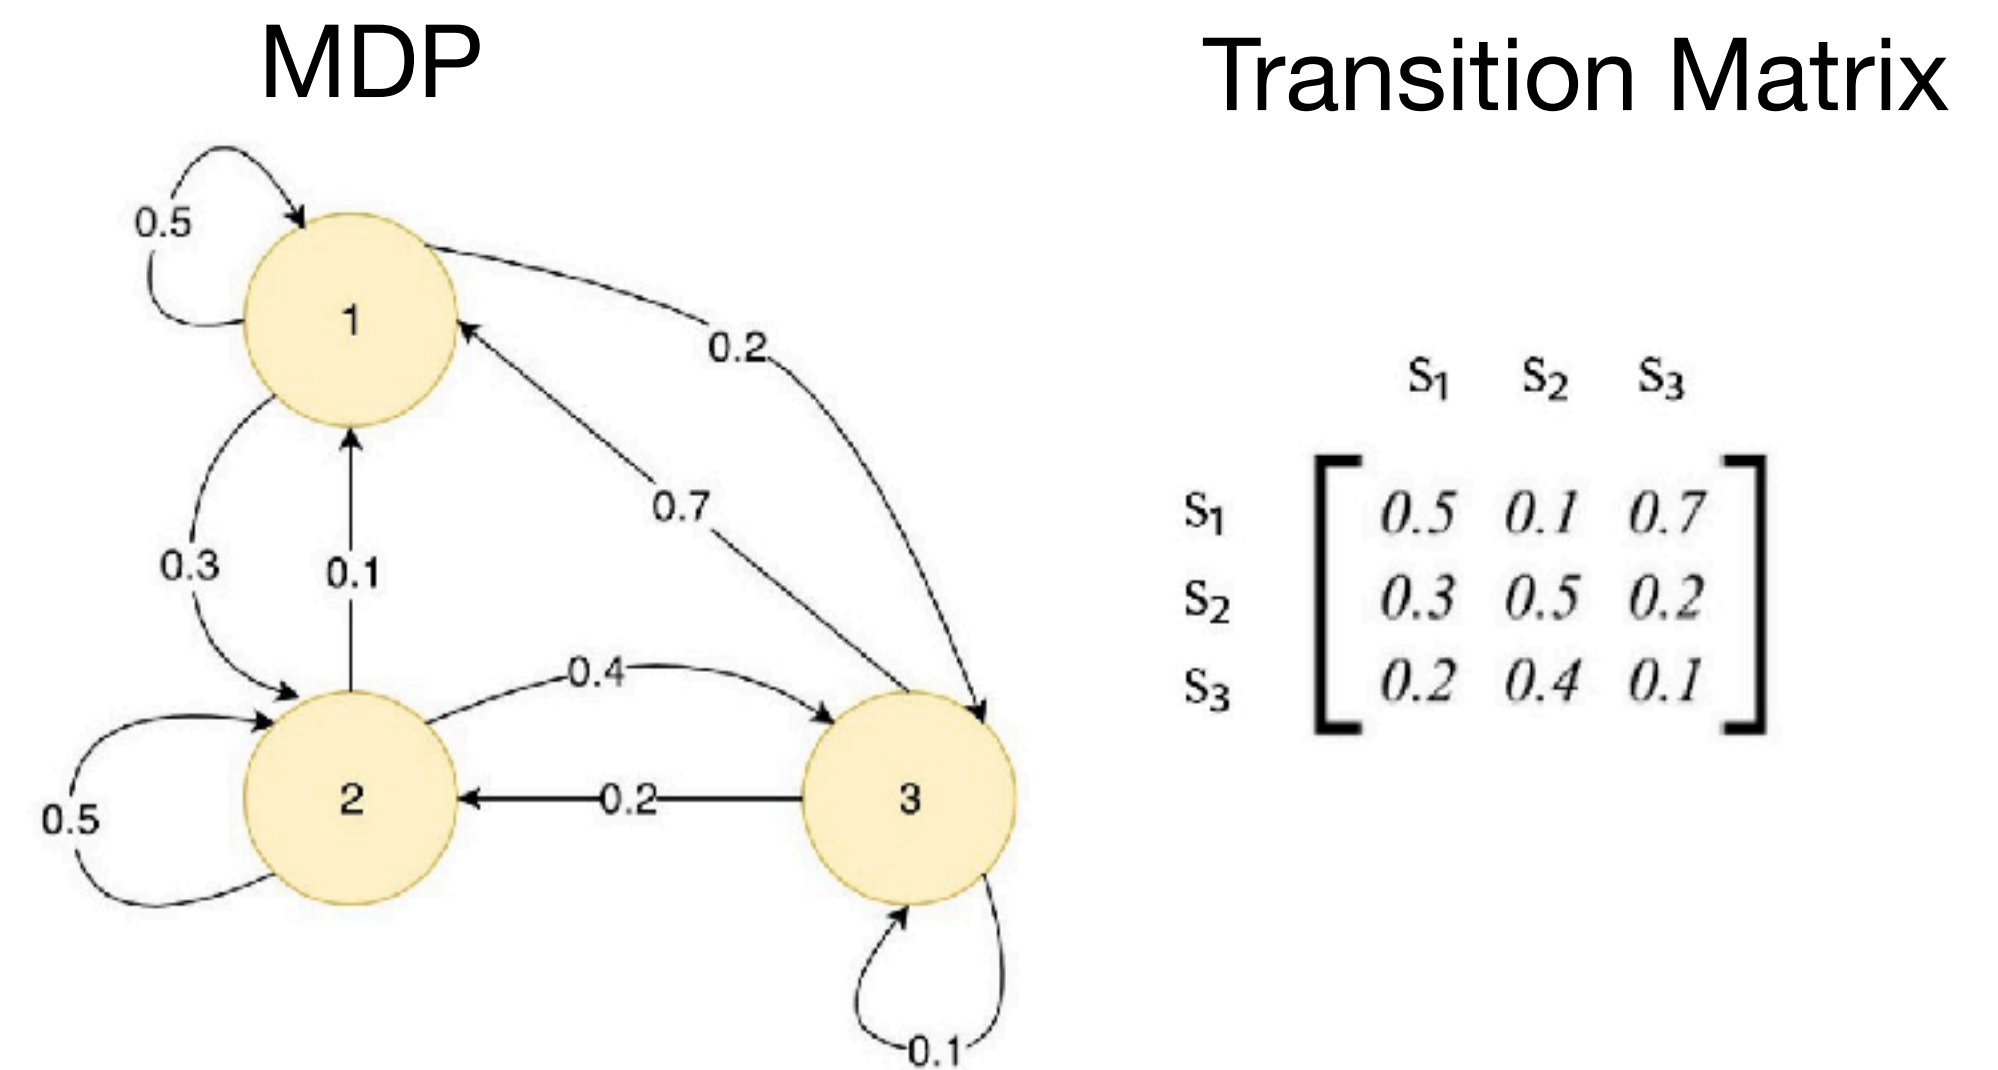 MDP
Transition Matrix
0.5
1
0.2
0.7
0.3
0.1
0.4
0.5
2
0.2
3
0.1
S₁ S₂ S₃
S₁ 0.5 0.1 0.7
S₂ 0.3 0.5 0.2
S₃ 0.2 0.4 0.1